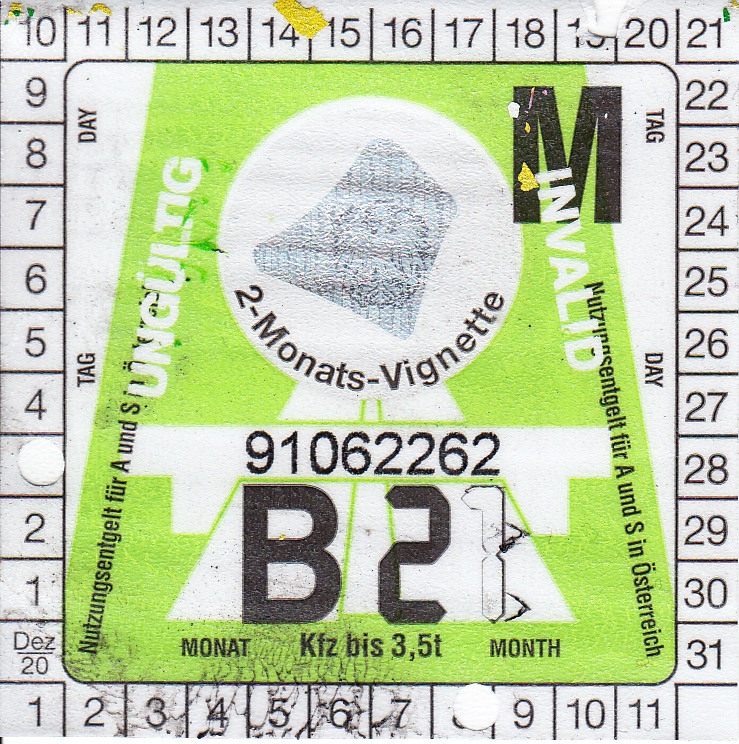 10 11 12 13 14 15 16 17 18 19 20 21
9
8
7
6
5
4
2
1
Dez
20
DAY
TAG
M
TAG
DAY
UNGÜLTIG
INVALID
2-Monats-Vignette
91062262
B 21
MONAT
Kfz bis 3,5t
MONTH
Nutzungsentgelt für A und S
Nutzungsentgelt für A und S in Österreich
22
23
24
25
26
27
28
29
30
31
1 2 3 4 5 6 7 9 10 11